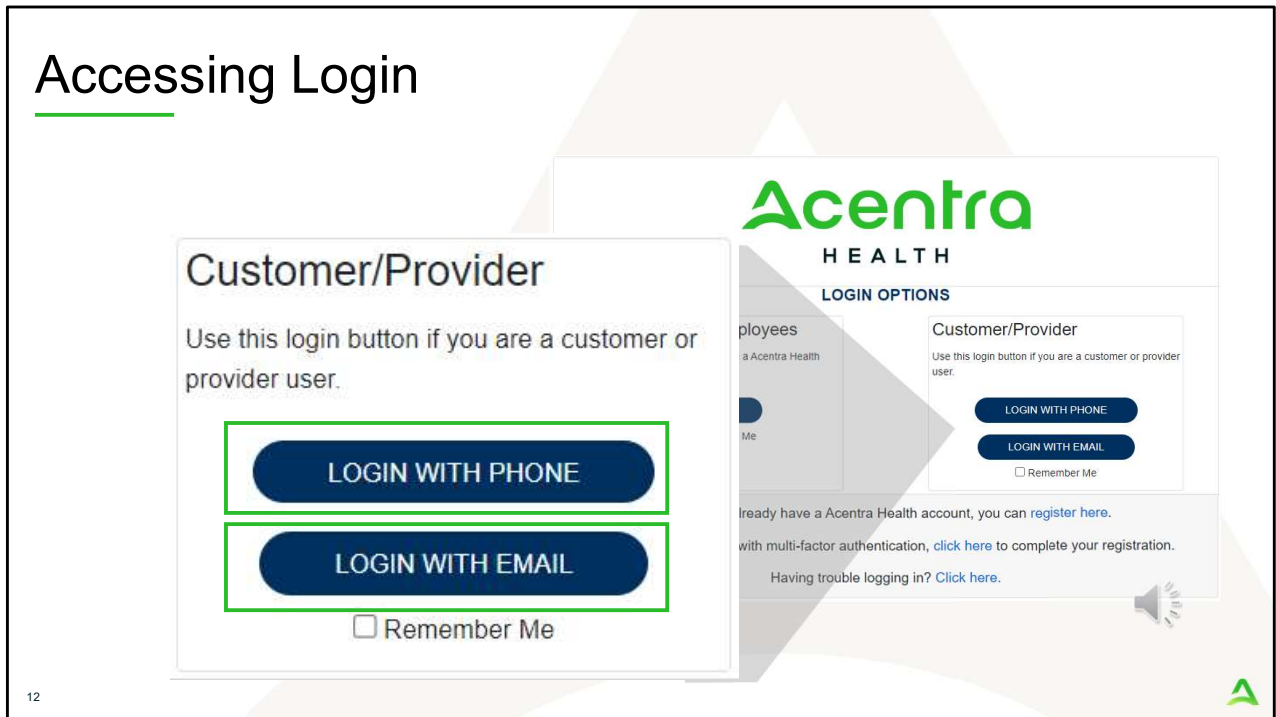 Accessing Login
Customer/Provider
Use this login button if you are a customer or
provider user.
LOGIN WITH PHONE
LOGIN WITH EMAIL
Remember Me
Acentra
HEALTH
LOGIN OPTIONS
ployees
a Acentra Health
Me
Customer/Provider
Use this login button if you are a customer or provider
user.
LOGIN WITH PHONE
LOGIN WITH EMAIL
Remember Me
lready have a Acentra Health account, you can register here.
with multi-factor authentication, click here to complete your registration.
Having trouble logging in? Click here.
12